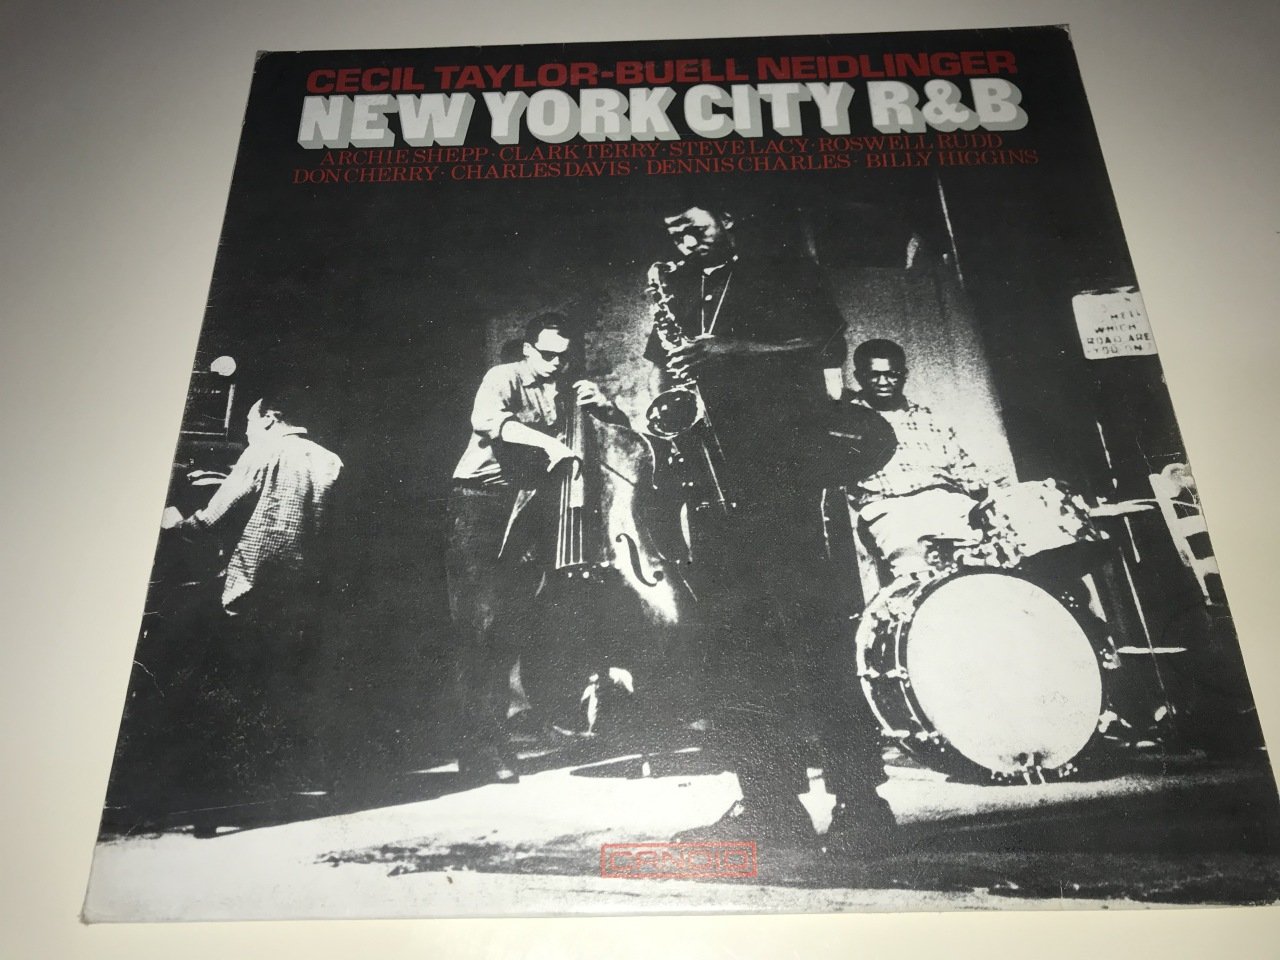 CECIL TAYLOR-BUELL NEIDLINGER
NEW YORK CITY R&B
ARCHIE SHEPP · CLARK TERRY · STEVE LACY · ROSWELL RUDD
DON CHERRY · CHARLES DAVIS · DENNIS CHARLES · BILLY HIGGINS
HELL
WHICH
ROAD ARE
YOU ON?
CANDID